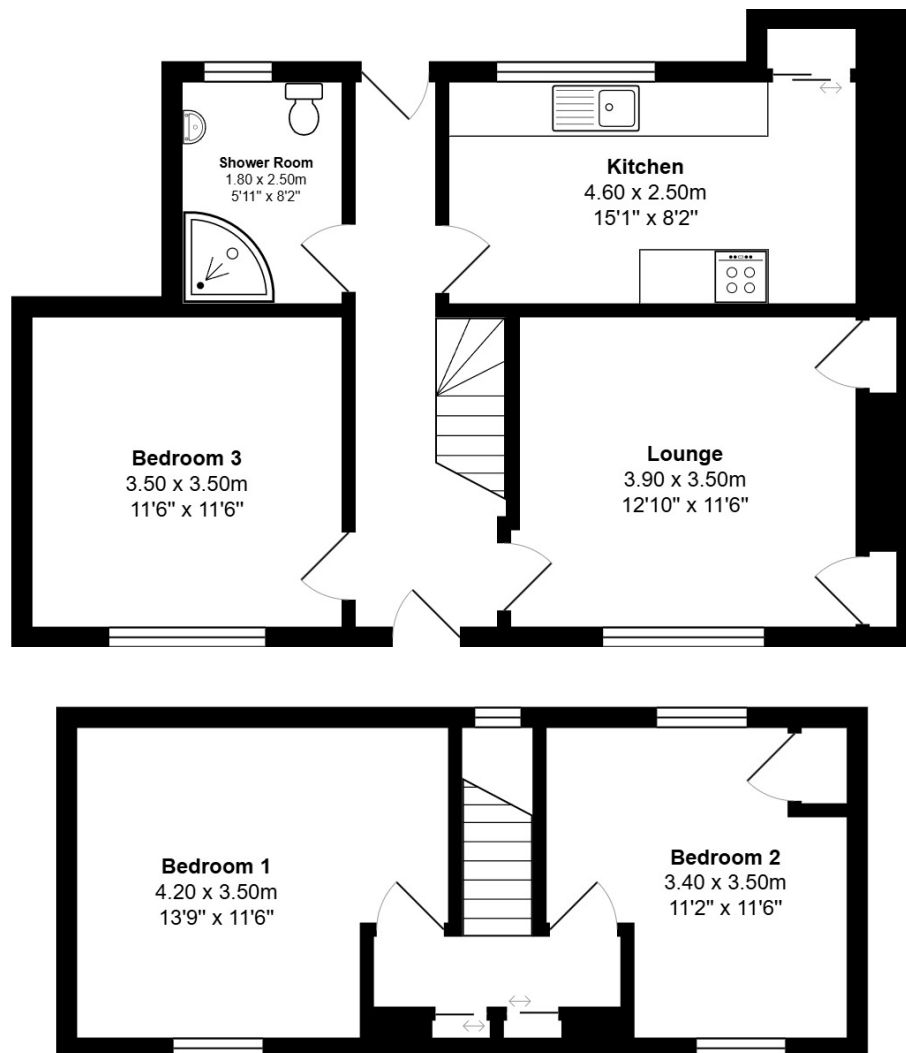 Shower Room
1.80 x 2.50m
5'11" x 8'2"
Kitchen
4.60 x 2.50m
15'1" x 8'2"
Bedroom 3
3.50 x 3.50m
11'6" x 11'6"
Lounge
3.90 x 3.50m
12'10" x 11'6"
Bedroom 1
4.20 x 3.50m
13'9" x 11'6"
Bedroom 2
3.40 x 3.50m
11'2" x 11'6"